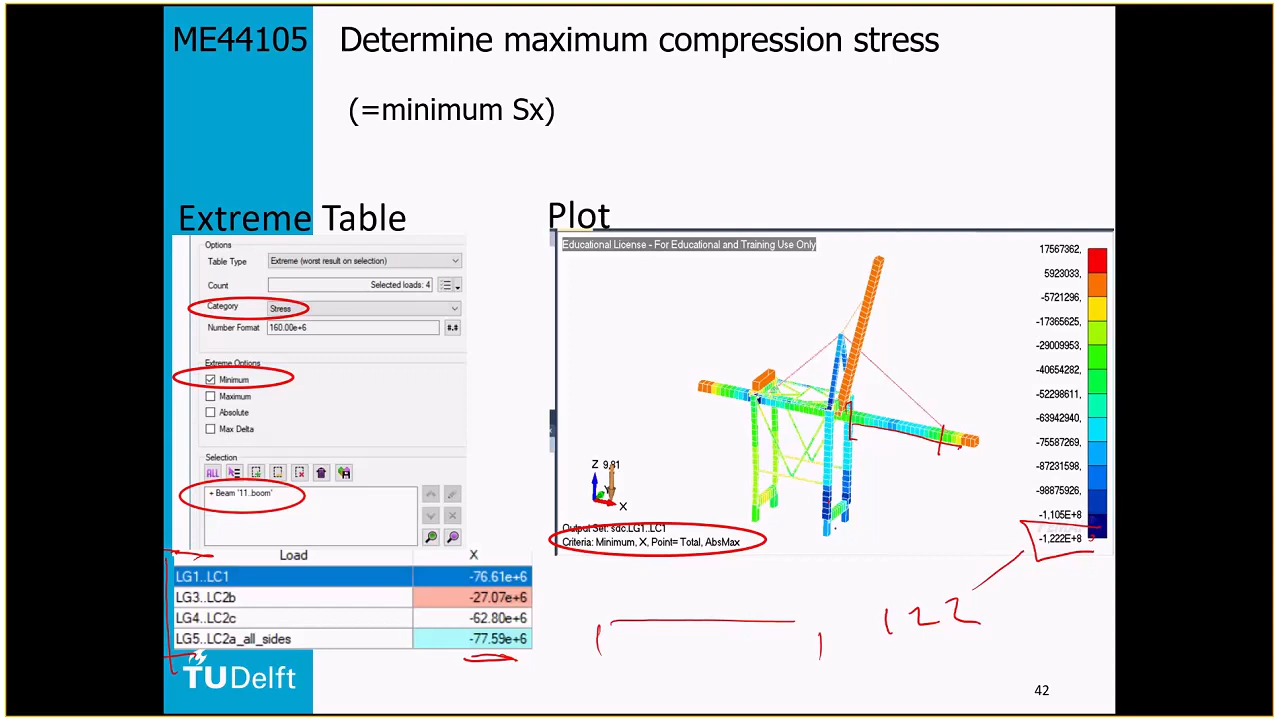 ME44105 Determine maximum compression stress
(=minimum Sx)
Extreme Table
Plot
Options
Table Type Extreme (worst result on selection)
Count Selected loads: 4
Category Stress
Number Format 160.00e+6 #.#
Extreme Options
Minimum
Maximum
Absolute
Max Delta
Selection
ALL
+ Beam '11..boom'
Load X
LG1..LC1 -76.61e+6
LG3..LC2b -27.07e+6
LG4..LC2c -62.80e+6
LG5..LC2a_all_sides -77.59e+6
Educational License - For Educational and Training Use Only
17567362,
5923033,
-5721296,
-17365625,
-29009953,
-40654282,
-52298611,
-63942940,
-75587269,
-87231598,
-98875926,
-1,105E+8
-1,222E+8
Z 9.81
X
Output Set: sdc.LG1..LC1
Criteria: Minimum, X, Point= Total, AbsMax
122
TU Delft
42